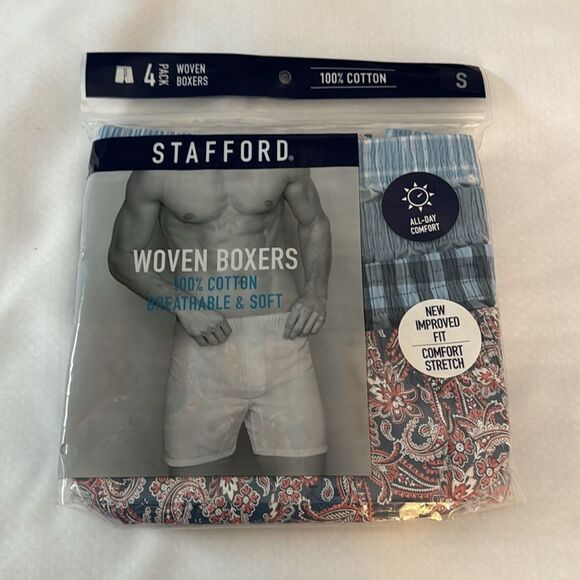 4 PACK
WOVEN
BOXERS
100% COTTON
S
STAFFORD®
ALL-DAY
COMFORT
WOVEN BOXERS
100% COTTON
BREATHABLE & SOFT
NEW
IMPROVED
FIT
COMFORT
STRETCH